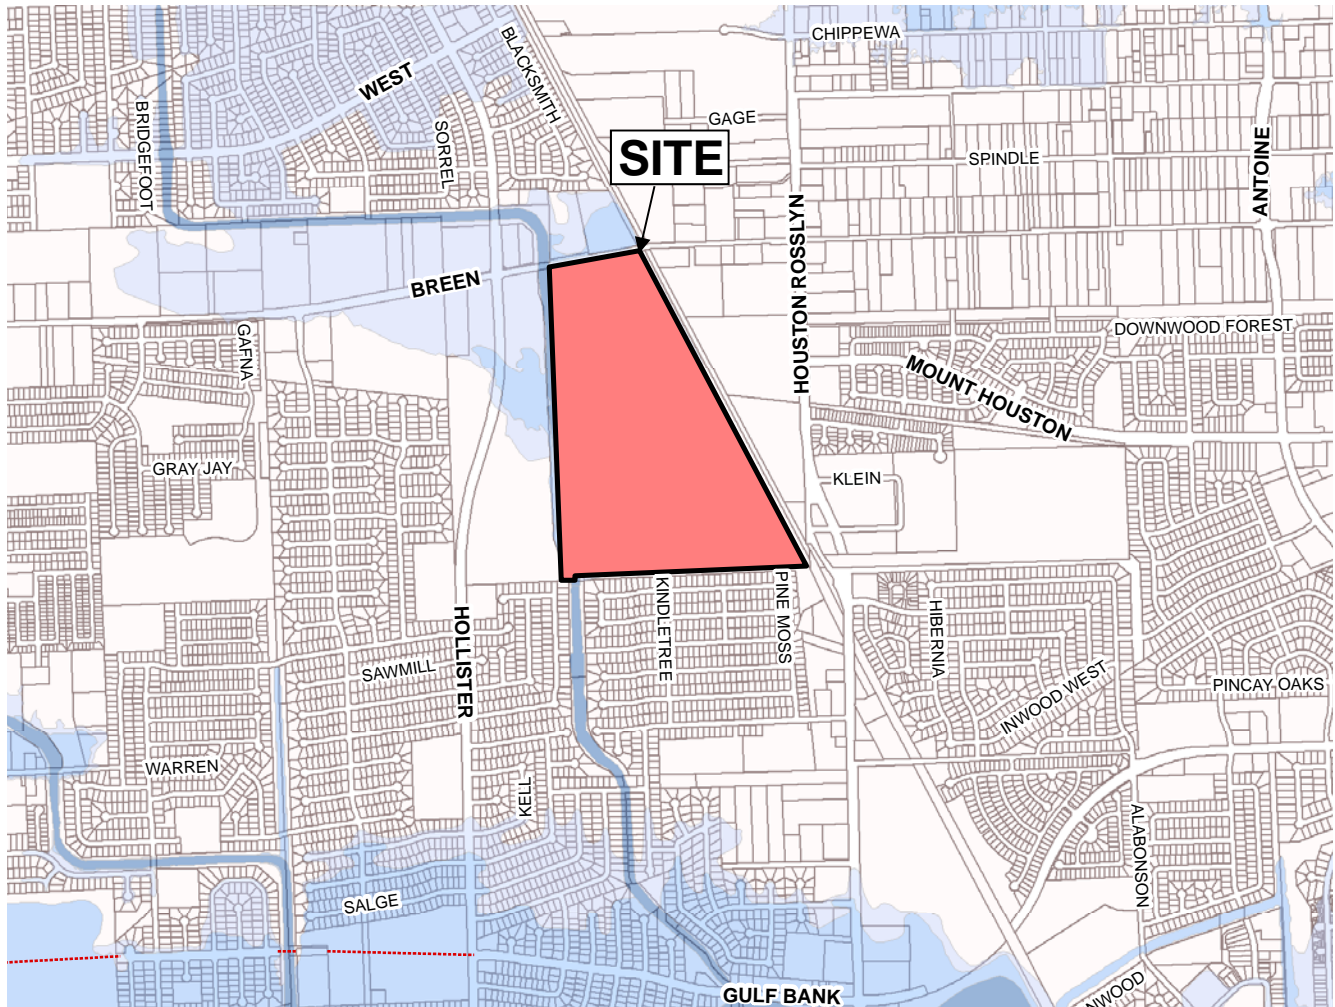 CHIPPEWA
BLACKSMITH
WEST
BRIDGEFOOT
GAGE
SORREL
SITE
SPINDLE
ANTOINE
HOUSTON ROSSLYN
BREEN
DOWNWOOD FOREST
GAFNA
MOUNT HOUSTON
GRAY JAY
KLEIN
KINDLETREE
PINE MOSS
HIBERNIA
HOLLISTER
SAWMILL
INWOOD WEST
PINCAY OAKS
WARREN
KELL
ALABONSON
SALGE
GULF BANK
NWOOD